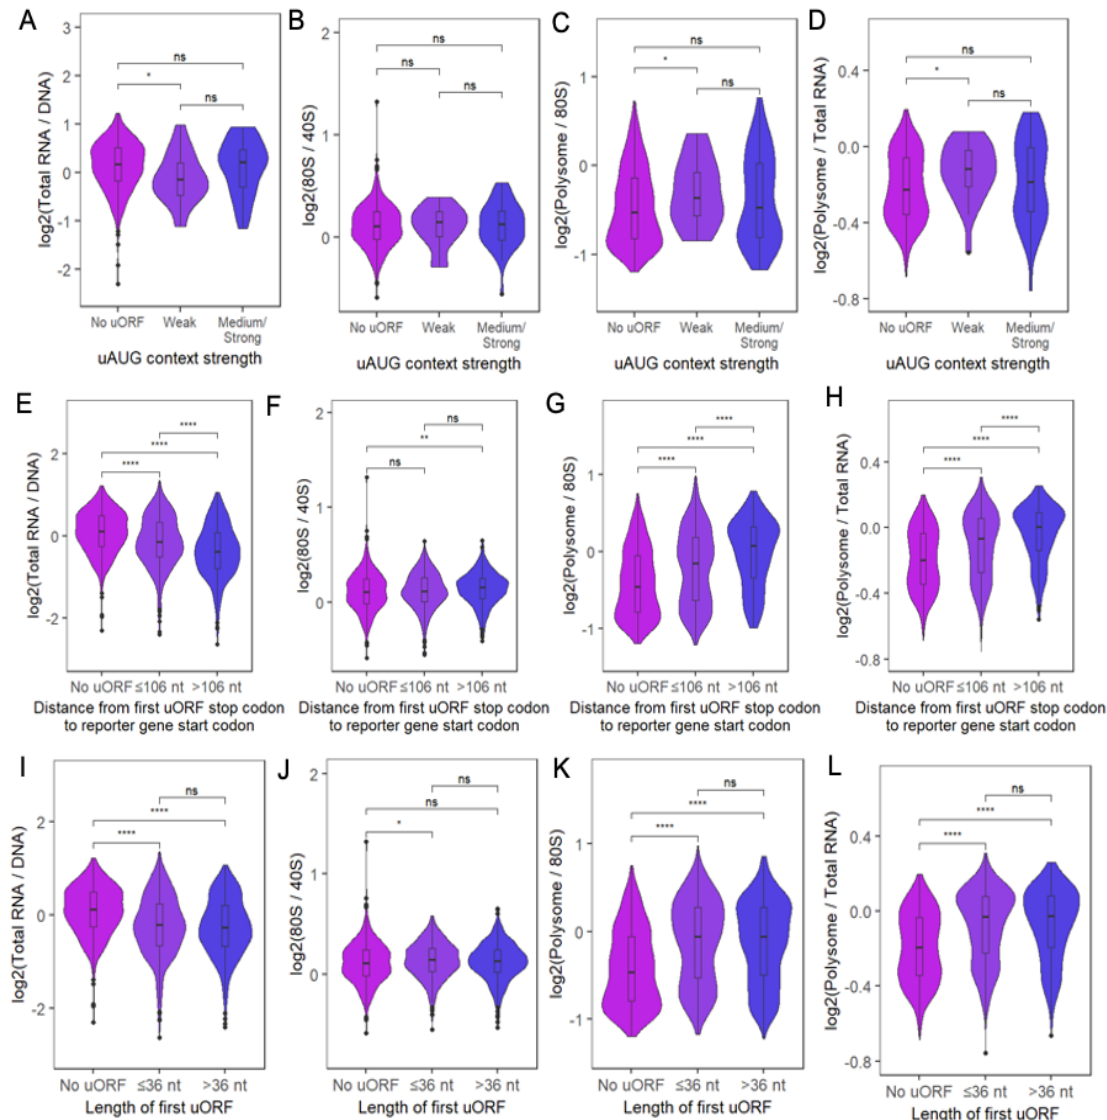 A
B
C
D
log2(Total RNA / DNA)
3
2
1
0
-1
-2
ns
*
ns
No uORF Weak Medium/
Strong
uAUG context strength
log2(80S / 40S)
2
1
0
ns
ns
ns
No uORF Weak Medium/
Strong
uAUG context strength
log2(Polysome / 80S)
1
0
-1
ns
*
ns
No uORF Weak Medium/
Strong
uAUG context strength
log2(Polysome / Total RNA)
0.4
0.0
-0.4
-0.8
ns
*
ns
No uORF Weak Medium/
Strong
uAUG context strength
E
F
G
H
log2(Total RNA / DNA)
2
0
-2
****
****
****
No uORF ≤106 nt >106 nt
Distance from first uORF stop codon
to reporter gene start codon
log2(80S / 40S)
2
1
0
ns
**
ns
No uORF ≤106 nt >106 nt
Distance from first uORF stop codon
to reporter gene start codon
log2(Polysome / 80S)
1
0
-1
****
****
****
No uORF ≤106 nt >106 nt
Distance from first uORF stop codon
to reporter gene start codon
log2(Polysome / Total RNA)
0.4
0.0
-0.4
-0.8
****
****
****
No uORF ≤106 nt >106 nt
Distance from first uORF stop codon
to reporter gene start codon
I
J
K
L
log2(Total RNA / DNA)
2
0
-2
ns
****
****
No uORF ≤36 nt >36 nt
Length of first uORF
log2(80S / 40S)
2
1
0
ns
ns
*
No uORF ≤36 nt >36 nt
Length of first uORF
log2(Polysome / 80S)
1
0
-1
ns
****
****
No uORF ≤36 nt >36 nt
Length of first uORF
log2(Polysome / Total RNA)
0.4
0.0
-0.4
-0.8
ns
****
****
No uORF ≤36 nt >36 nt
Length of first uORF